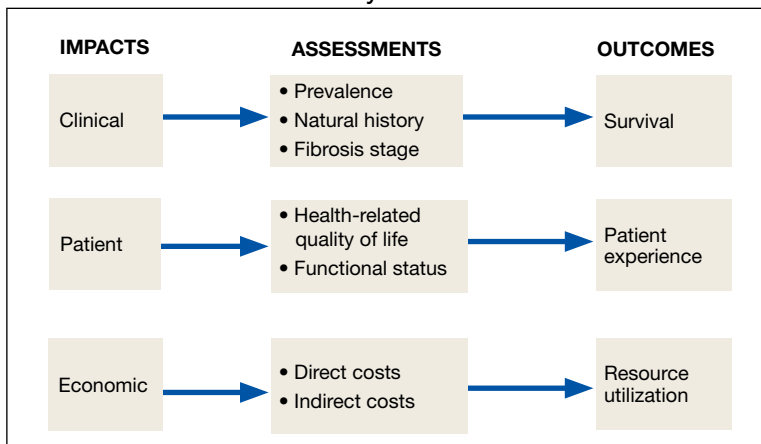 IMPACTS ASSESSMENTS OUTCOMES
Clinical
• Prevalence
• Natural history
• Fibrosis stage
Survival
Patient
• Health-related
quality of life
• Functional status
Patient
experience
Economic
• Direct costs
• Indirect costs
Resource
utilization